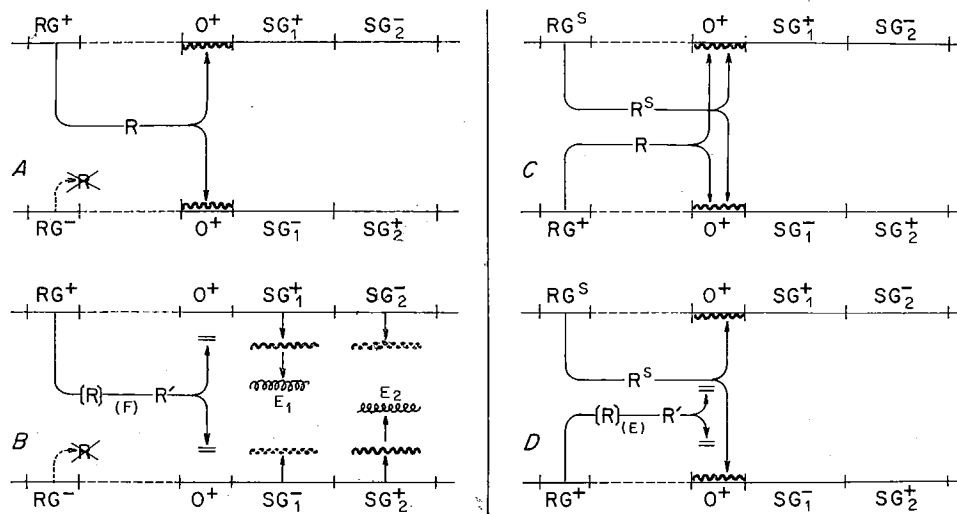 RG⁺ O⁺ SG₁⁺ SG₂⁻
R
A
R
RG⁻ O⁺ SG₁⁻ SG₂⁺
RG⁺ O⁺ SG₁⁺ SG₂⁻
E₁ E₂
{R} (F) R′
B
R
RG⁻ O⁺ SG₁⁻ SG₂⁺
RGˢ O⁺ SG₁⁺ SG₂⁻
Rˢ
R
C
RG⁺ O⁺ SG₁⁻ SG₂⁺
RGˢ O⁺ SG₁⁺ SG₂⁻
Rˢ
{R} (E) R′
D
RG⁺ O⁺ SG₁⁻ SG₂⁺